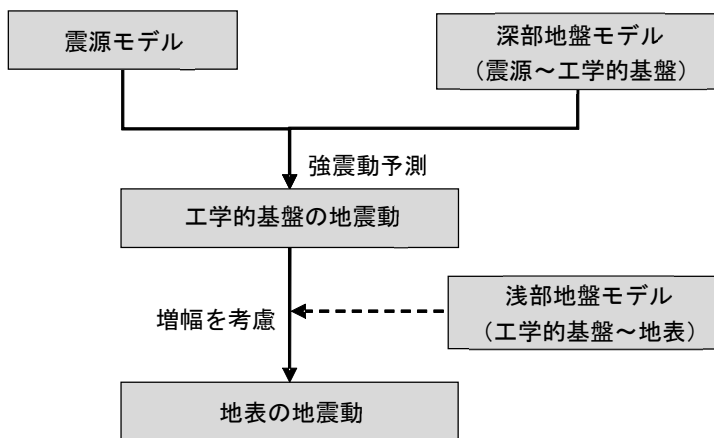 震源モデル
深部地盤モデル
（震源～工学的基盤）
強震動予測
工学的基盤の地震動
浅部地盤モデル
（工学的基盤～地表）
増幅を考慮
地表の地震動